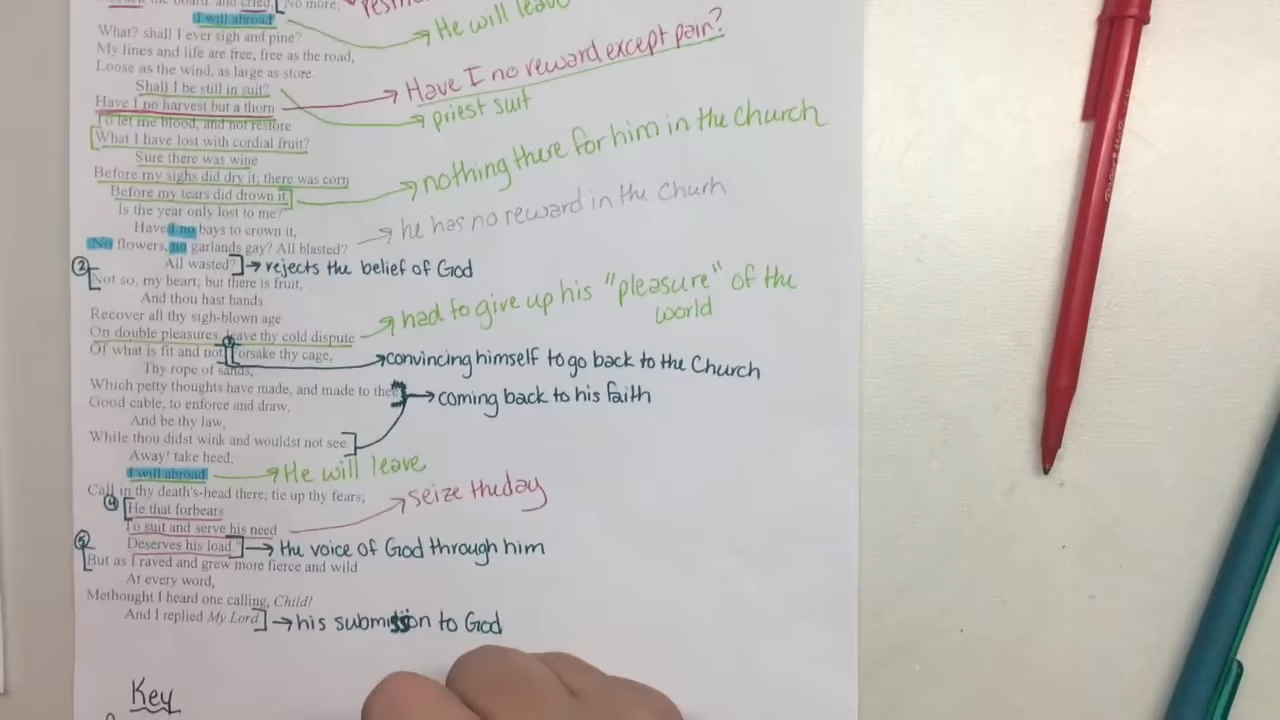 the board, and cried, No more,
I will abroad He will leave
What? shall I ever sigh and pine?
My lines and life are free, free as the road,
Loose as the wind, as large as store.
Shall I be still in suit? Have I no reward except pain?
Have I no harvest but a thorn priest suit
To let me blood, and not restore
What I have lost with cordial fruit?
Sure there was wine
Before my sighs did dry it; there was corn nothing there for him in the Church
Before my tears did drown it.
Is the year only lost to me?
Have I no bays to crown it, he has no reward in the Churh
No flowers, no garlands gay? All blasted?
All wasted? rejects the belief of God
② Not so, my heart; but there is fruit,
And thou hast hands
Recover all thy sigh-blown age had to give up his "pleasure" of the world
On double pleasures, leave thy cold dispute
Of what is fit and not forsake thy cage, convincing himself to go back to the Church
Thy rope of sands,
Which petty thoughts have made, and made to thee coming back to his faith
Good cable, to enforce and draw,
And be thy law,
While thou didst wink and wouldst not see.
Away! take heed,
I will abroad. He will leave
Call in thy death's-head there; tie up thy fears;
④ He that forbears seize the day
To suit and serve his need
⑤ Deserves his load." the voice of God through him
But as I raved and grew more fierce and wild
At every word,
Methought I heard one calling, Child!
And I replied My Lord his submission to God
Key